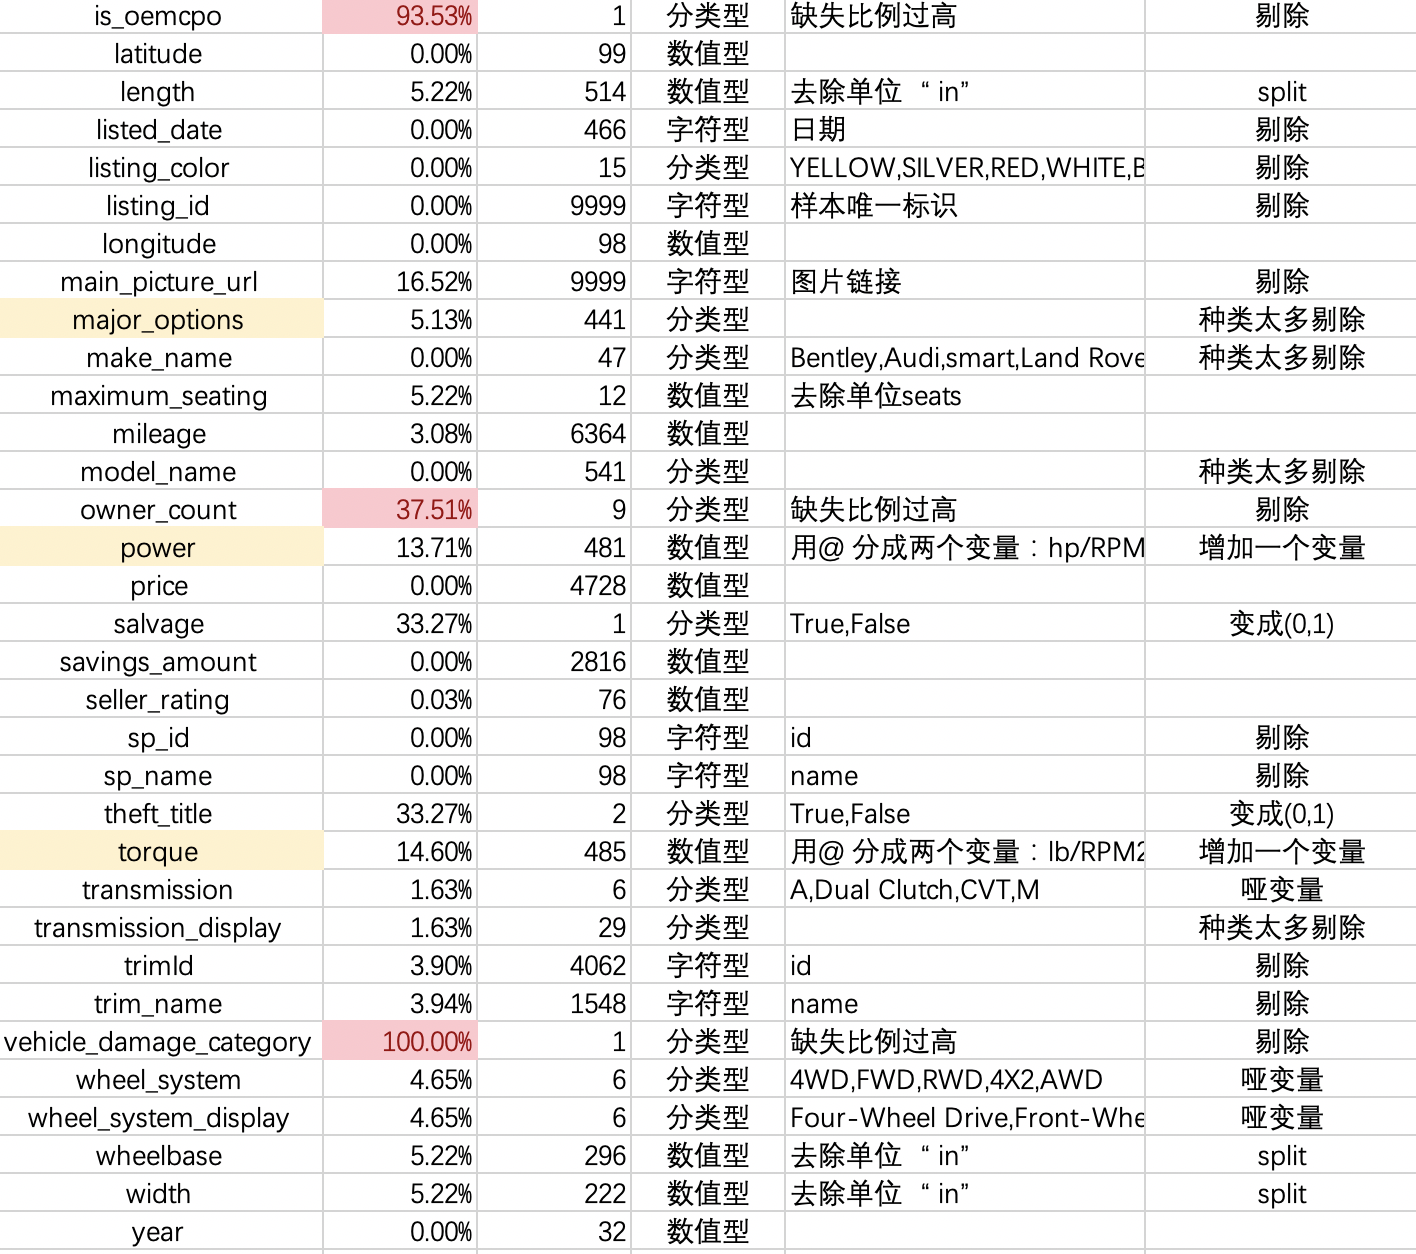 is_oemcpo 93.53% 1 分类型 缺失比例过高 剔除
latitude 0.00% 99 数值型
length 5.22% 514 数值型 去除单位 “ in” split
listed_date 0.00% 466 字符型 日期 剔除
listing_color 0.00% 15 分类型 YELLOW,SILVER,RED,WHITE,B 剔除
listing_id 0.00% 9999 字符型 样本唯一标识 剔除
longitude 0.00% 98 数值型
main_picture_url 16.52% 9999 字符型 图片链接 剔除
major_options 5.13% 441 分类型 种类太多剔除
make_name 0.00% 47 分类型 Bentley,Audi,smart,Land Rove 种类太多剔除
maximum_seating 5.22% 12 数值型 去除单位seats
mileage 3.08% 6364 数值型
model_name 0.00% 541 分类型 种类太多剔除
owner_count 37.51% 9 分类型 缺失比例过高 剔除
power 13.71% 481 数值型 用@ 分成两个变量：hp/RPM 增加一个变量
price 0.00% 4728 数值型
salvage 33.27% 1 分类型 True,False 变成(0,1)
savings_amount 0.00% 2816 数值型
seller_rating 0.03% 76 数值型
sp_id 0.00% 98 字符型 id 剔除
sp_name 0.00% 98 字符型 name 剔除
theft_title 33.27% 2 分类型 True,False 变成(0,1)
torque 14.60% 485 数值型 用@ 分成两个变量：lb/RPM2 增加一个变量
transmission 1.63% 6 分类型 A,Dual Clutch,CVT,M 哑变量
transmission_display 1.63% 29 分类型 种类太多剔除
trimId 3.90% 4062 字符型 id 剔除
trim_name 3.94% 1548 字符型 name 剔除
vehicle_damage_category 100.00% 1 分类型 缺失比例过高 剔除
wheel_system 4.65% 6 分类型 4WD,FWD,RWD,4X2,AWD 哑变量
wheel_system_display 4.65% 6 分类型 Four-Wheel Drive,Front-Whe 哑变量
wheelbase 5.22% 296 数值型 去除单位 “ in” split
width 5.22% 222 数值型 去除单位 “ in” split
year 0.00% 32 数值型